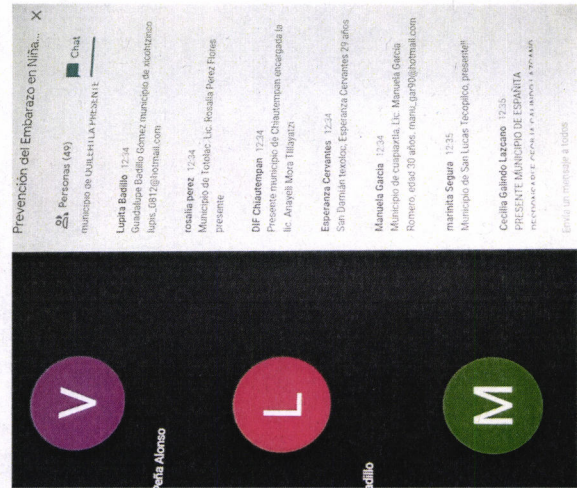 Prevención del Embarazo en Niña... ×
Personas (49)
Chat
municipio de QUILEHTLA PRESENTE
Lupita Badillo 12:34
Guadalupe Badillo Gomez municipio de xicohtzinco
lupis_0812@hotmail.com
rosalia perez 12:34
Municipio de Totolac, Lic. Rosalia Perez Flores
presente
DIF Chiautempan 12:34
Presente municipio de Chiautempan encargada la
lic. Anayeli Mora Tlilayatzi
Esperanza Cervantes 12:34
San Damián texoloc, Esperanza Cervantes 29 años
Manuela Garcia 12:34
Municipio de cuapiaxtla. Lic. Manuela García
Romero, edad 30 años. manu_gar90@hotmail.com
marinita Segura 12:35
Municipio de San Lucas Tecopilco, presente!!
Cecilia Galindo Lazcano 12:35
PRESENTE MUNICIPIO DE ESPAÑITA
Envía un mensaje a todos
V
Peña Alonso
L
adillo
M